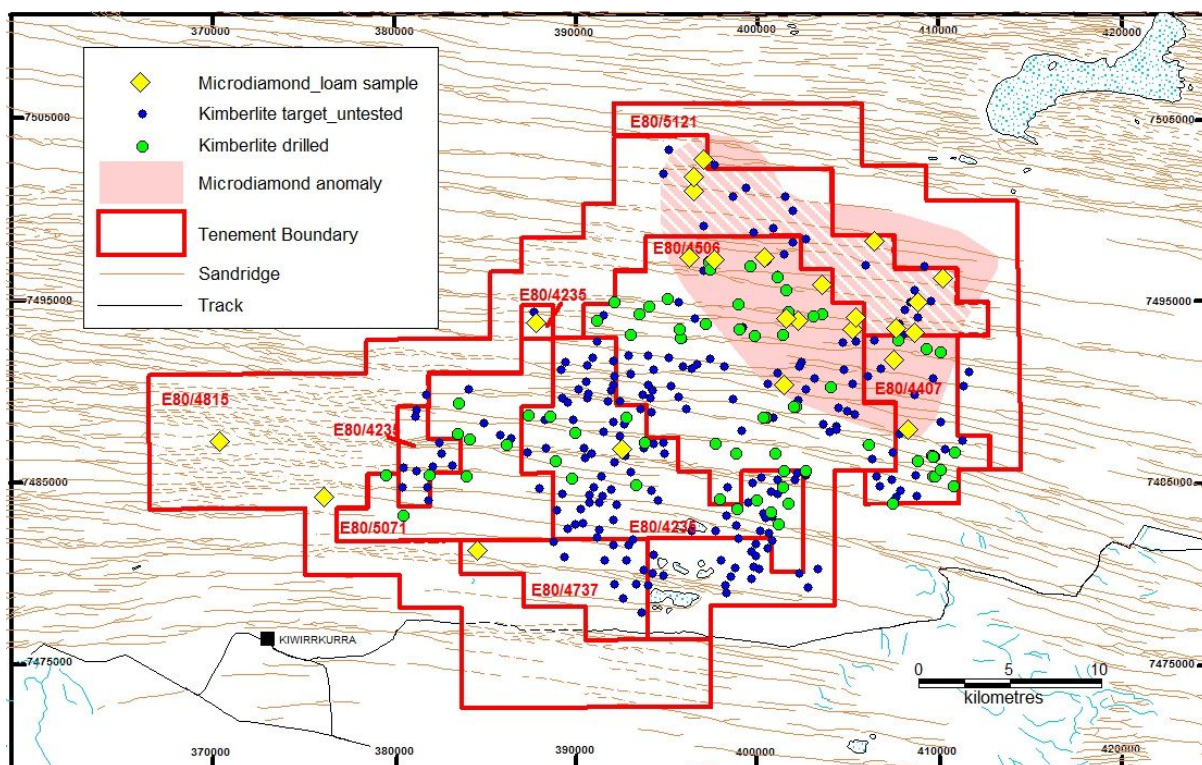 370000 380000 390000 400000 410000 420000
Microdiamond_loam sample
Kimberlite target_untested
Kimberlite drilled
Microdiamond anomaly
Tenement Boundary
Sandridge
Track
7505000 7505000
E80/5121
E80/4506
7495000 7495000
E80/4235
E80/4407
E80/4815
E80/4235
7485000 7485000
E80/5071
E80/4235
E80/4737
KIWIRRKURRA
7475000 7475000
0 5 10
kilometres
370000 380000 390000 400000 410000 420000